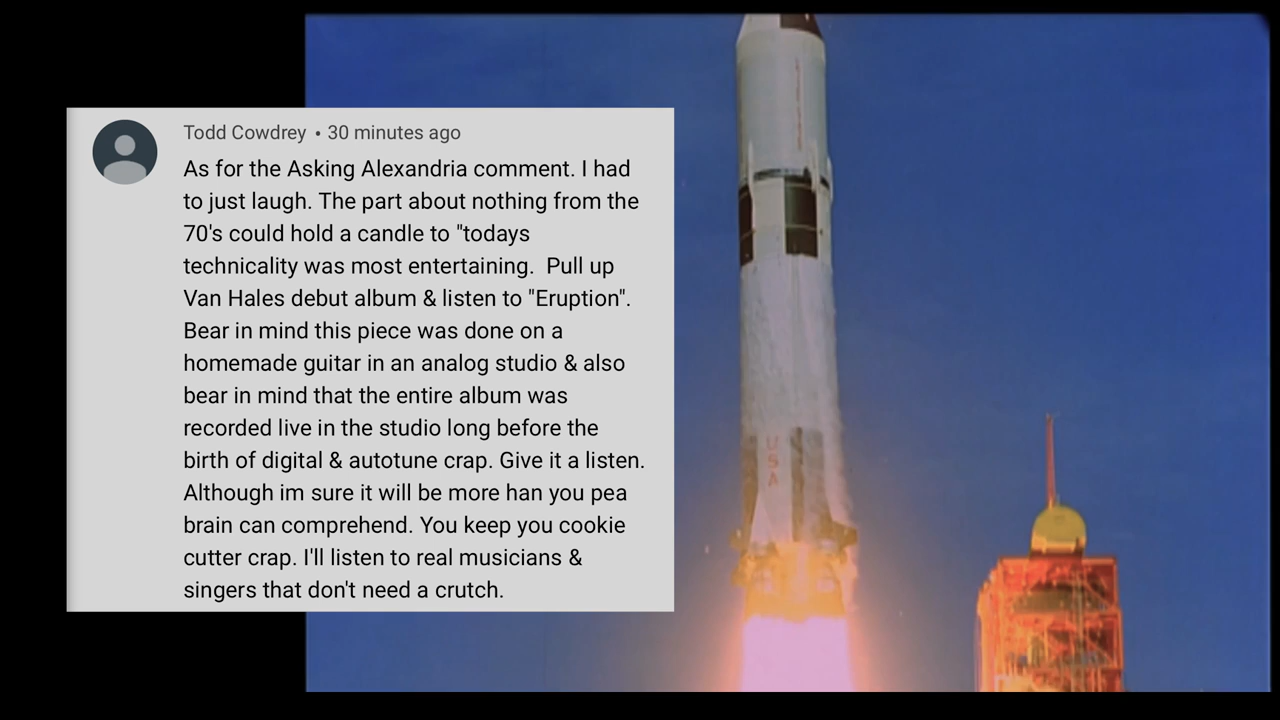 Todd Cowdrey • 30 minutes ago
As for the Asking Alexandria comment. I had
to just laugh. The part about nothing from the
70's could hold a candle to "todays
technicality was most entertaining.  Pull up
Van Hales debut album & listen to "Eruption".
Bear in mind this piece was done on a
homemade guitar in an analog studio & also
bear in mind that the entire album was
recorded live in the studio long before the
birth of digital & autotune crap. Give it a listen.
Although im sure it will be more han you pea
brain can comprehend. You keep you cookie
cutter crap. I'll listen to real musicians &
singers that don't need a crutch.
USA